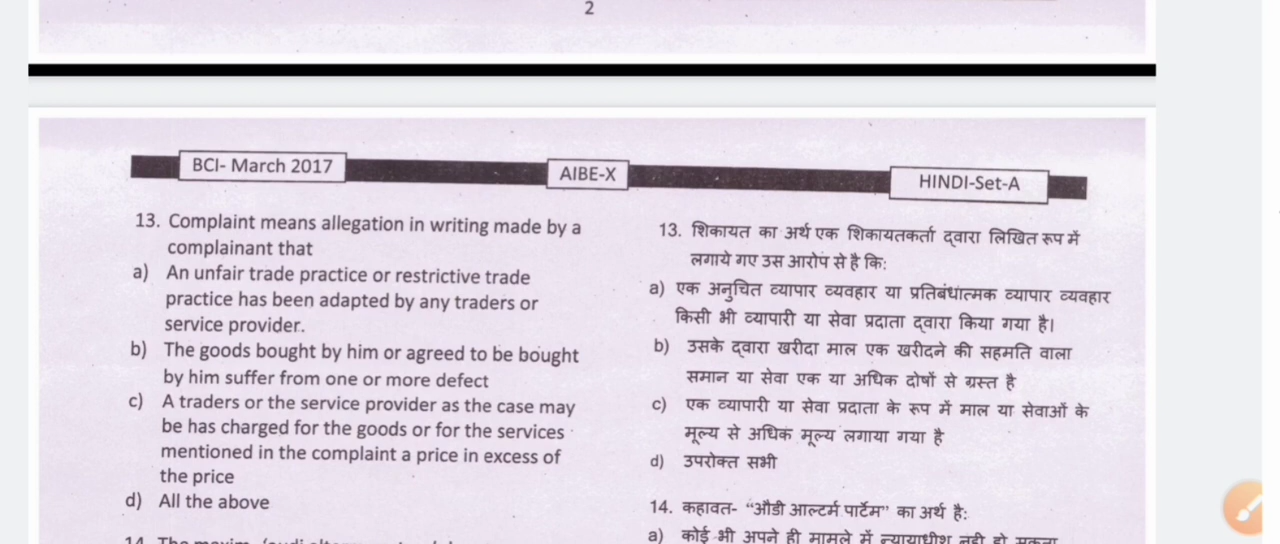 2
BCI- March 2017
AIBE-X
HINDI-Set-A
13. Complaint means allegation in writing made by a
complainant that
a) An unfair trade practice or restrictive trade
practice has been adapted by any traders or
service provider.
b) The goods bought by him or agreed to be bought
by him suffer from one or more defect
c) A traders or the service provider as the case may
be has charged for the goods or for the services
mentioned in the complaint a price in excess of
the price
d) All the above
13. शिकायत का अर्थ एक शिकायतकर्ता द्वारा लिखित रूप में
लगाये गए उस आरोप से है कि:
a) एक अनुचित व्यापार व्यवहार या प्रतिबंधात्मक व्यापार व्यवहार
किसी भी व्यापारी या सेवा प्रदाता द्वारा किया गया है।
b) उसके द्वारा खरीदा माल एक खरीदने की सहमति वाला
समान या सेवा एक या अधिक दोषों से ग्रस्त है
c) एक व्यापारी या सेवा प्रदाता के रूप में माल या सेवाओं के
मूल्य से अधिक मूल्य लगाया गया है
d) उपरोक्त सभी
14. कहावत- “औडी आल्टर्म पार्टेम” का अर्थ है:
a) कोई भी अपने ही मामले में न्यायाधीश नही हो सकता